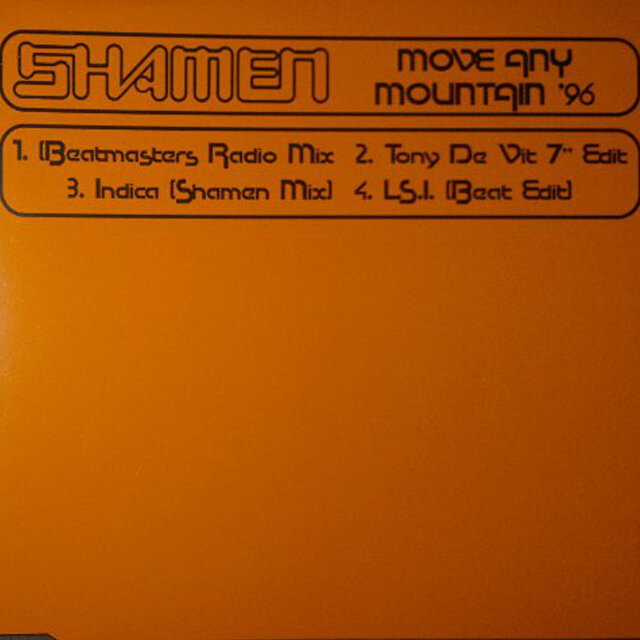 SHAMEN
MOVE ANY
MOUNTAIN '96
1. (Beatmasters Radio Mix 2. Tony De Vit 7" Edit
3. Indica (Shamen Mix) 4. L.S.I. (Beat Edit)